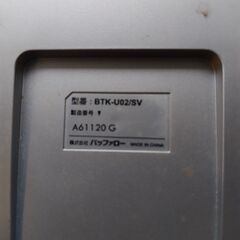 型番：BTK-U02/SV
製造番号 ▼
A61120 G
株式会社 バッファロー MADE IN CHINA